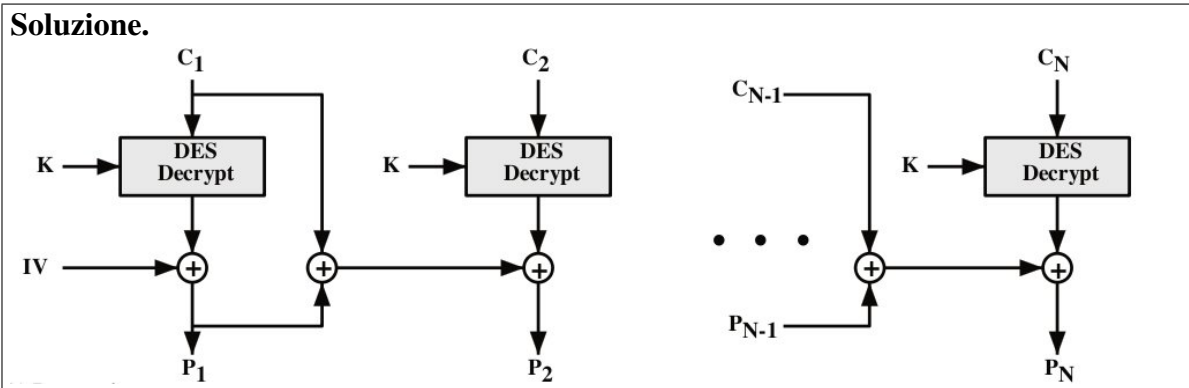 Soluzione.
C1 C2 CN
CN-1
DES Decrypt DES Decrypt DES Decrypt
K K K
IV + + + • • • + +
PN-1
P1 P2 PN